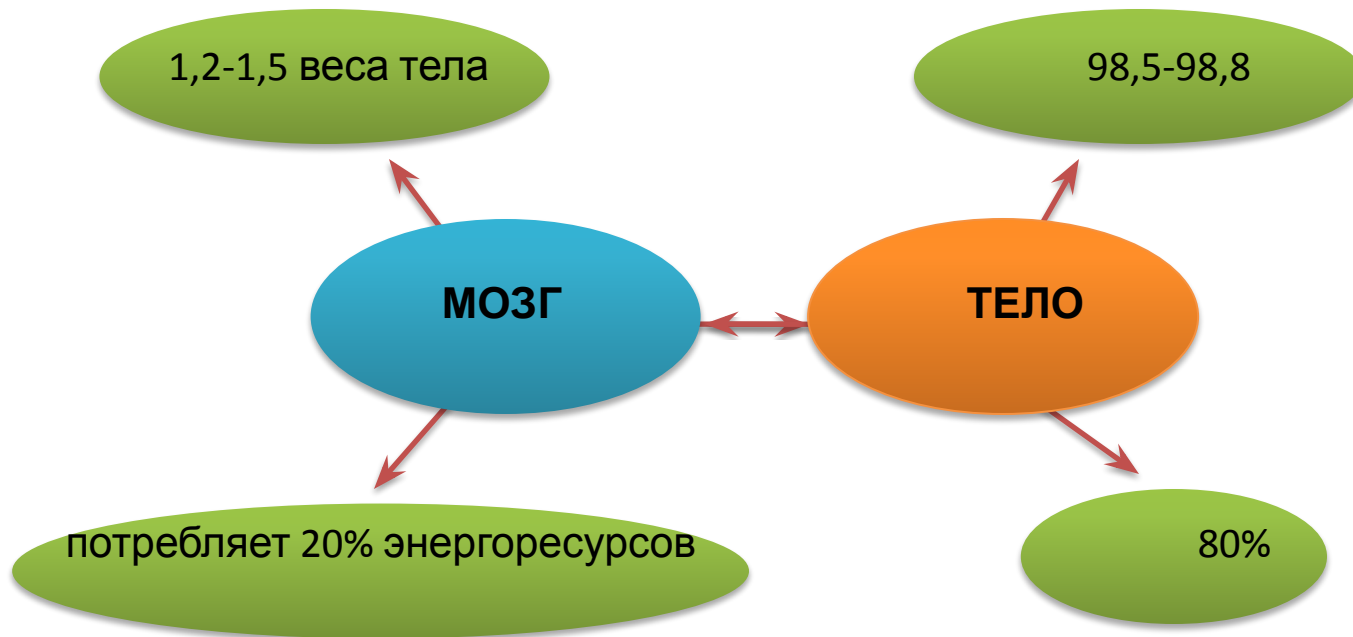 1,2-1,5 веса тела
98,5-98,8
МОЗГ
ТЕЛО
потребляет 20% энергоресурсов
80%